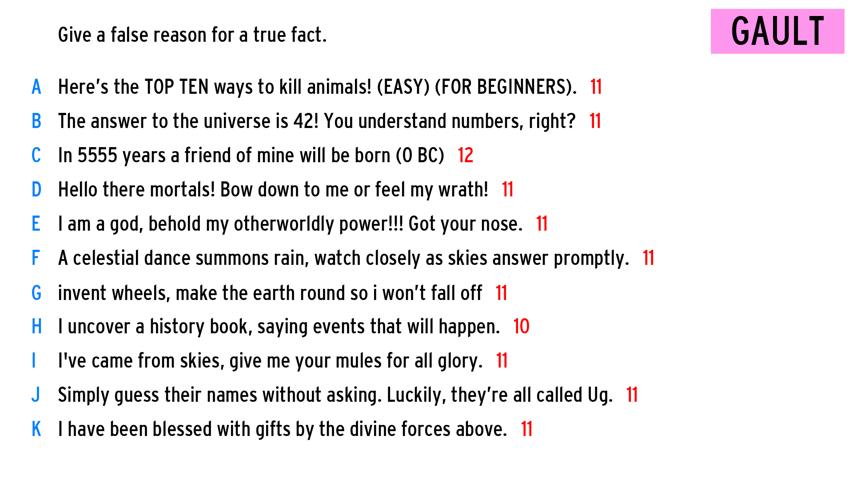 Give a false reason for a true fact.
GAULT
A Here's the TOP TEN ways to kill animals! (EASY) (FOR BEGINNERS). 11
B The answer to the universe is 42! You understand numbers, right? 11
C In 5555 years a friend of mine will be born (0 BC) 12
D Hello there mortals! Bow down to me or feel my wrath! 11
E I am a god, behold my otherworldly power!!! Got your nose. 11
F A celestial dance summons rain, watch closely as skies answer promptly. 11
G invent wheels, make the earth round so i won't fall off 11
H I uncover a history book, saying events that will happen. 10
I I've came from skies, give me your mules for all glory. 11
J Simply guess their names without asking. Luckily, they're all called Ug. 11
K I have been blessed with gifts by the divine forces above. 11